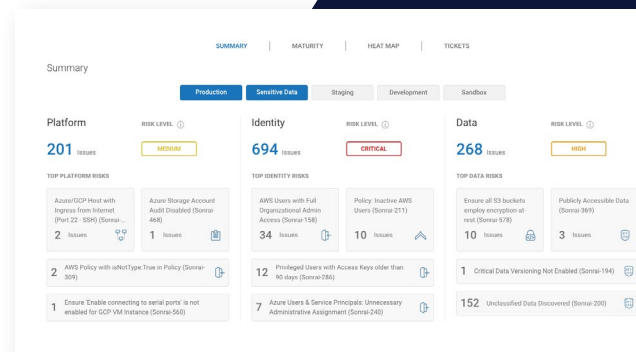 SUMMARY MATURITY HEAT MAP TICKETS
Summary
Production Sensitive Data Staging Development Sandbox
Platform RISK LEVEL
201 Issues MEDIUM
TOP PLATFORM RISKS
Azure/GCP Host with
Ingress from Internet
(Port 22 - SSH) (Sonrai-...
2 Issues
Azure Storage Account
Audit Disabled (Sonrai-
468)
1 Issues
2 AWS Policy with isNotType:True in Policy (Sonrai-
309)
1 Ensure 'Enable connecting to serial ports' is not
enabled for GCP VM Instance (Sonrai-560)
Identity RISK LEVEL
694 Issues CRITICAL
TOP IDENTITY RISKS
AWS Users with Full
Organizational Admin
Access (Sonrai-158)
34 Issues
Policy: Inactive AWS
Users (Sonrai-211)
10 Issues
12 Privileged Users with Access Keys older than
90 days (Sonrai-286)
7 Azure Users & Service Principals: Unnecessary
Administrative Assignment (Sonrai-240)
Data RISK LEVEL
268 Issues HIGH
TOP DATA RISKS
Ensure all S3 buckets
employ encryption-at-
rest (Sonrai-578)
10 Issues
Publicly Accessible Data
(Sonrai-369)
3 Issues
1 Critical Data Versioning Not Enabled (Sonrai-194)
152 Unclassified Data Discovered (Sonrai-200)